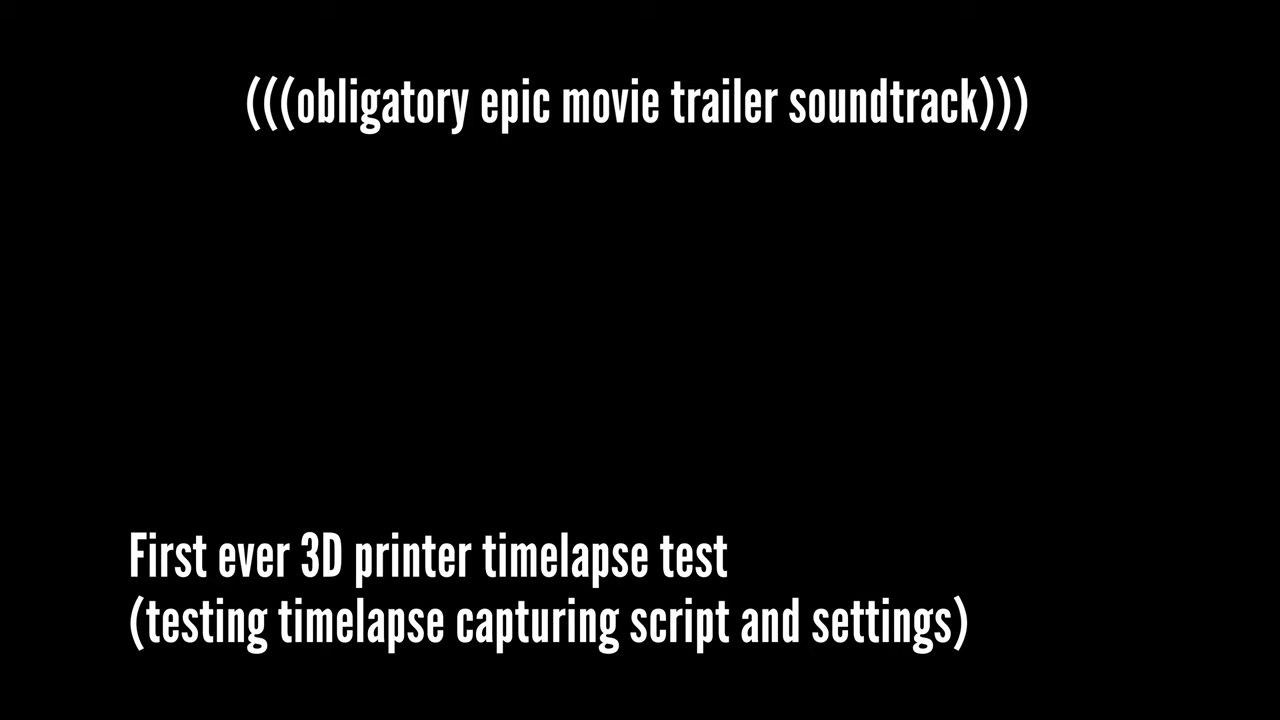 (((obligatory epic movie trailer soundtrack)))
First ever 3D printer timelapse test
(testing timelapse capturing script and settings)